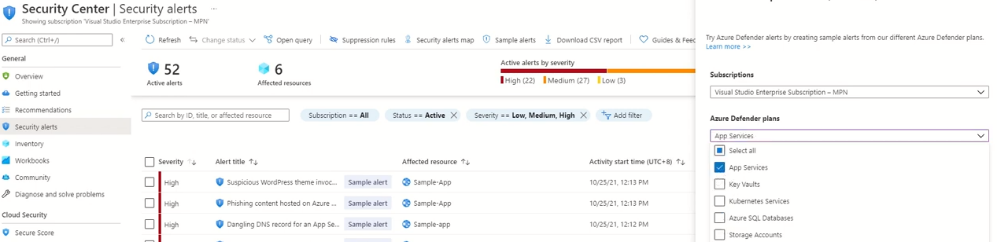 Security Center | Security alerts ...
Showing subscription 'Visual Studio Enterprise Subscription – MPN'
Search (Ctrl+/)
«
General
Overview
Getting started
Recommendations
Security alerts
Inventory
Workbooks
Community
Diagnose and solve problems
Cloud Security
Secure Score
Refresh Change status Open query Suppression rules Security alerts map Sample alerts Download CSV report Guides & Feec
52
Active alerts
6
Affected resources
Active alerts by severity
High (22) Medium (27) Low (3)
Search by ID, title, or affected resource
Subscription == All Status == Active Severity == Low, Medium, High Add filter
Severity Alert title Affected resource Activity start time (UTC+8)
High Suspicious WordPress theme invoc... Sample alert Sample-App 10/25/21, 12:13 PM
High Phishing content hosted on Azure ... Sample alert Sample-App 10/25/21, 12:13 PM
High Dangling DNS record for an App Se... Sample alert Sample-app 10/25/21, 12:12 PM
Try Azure Defender alerts by creating sample alerts from our different Azure Defender plans.
Learn more >>
Subscriptions
Visual Studio Enterprise Subscription – MPN
Azure Defender plans
App Services
Select all
App Services
Key Vaults
Kubernetes Services
Azure SQL Databases
Storage Accounts